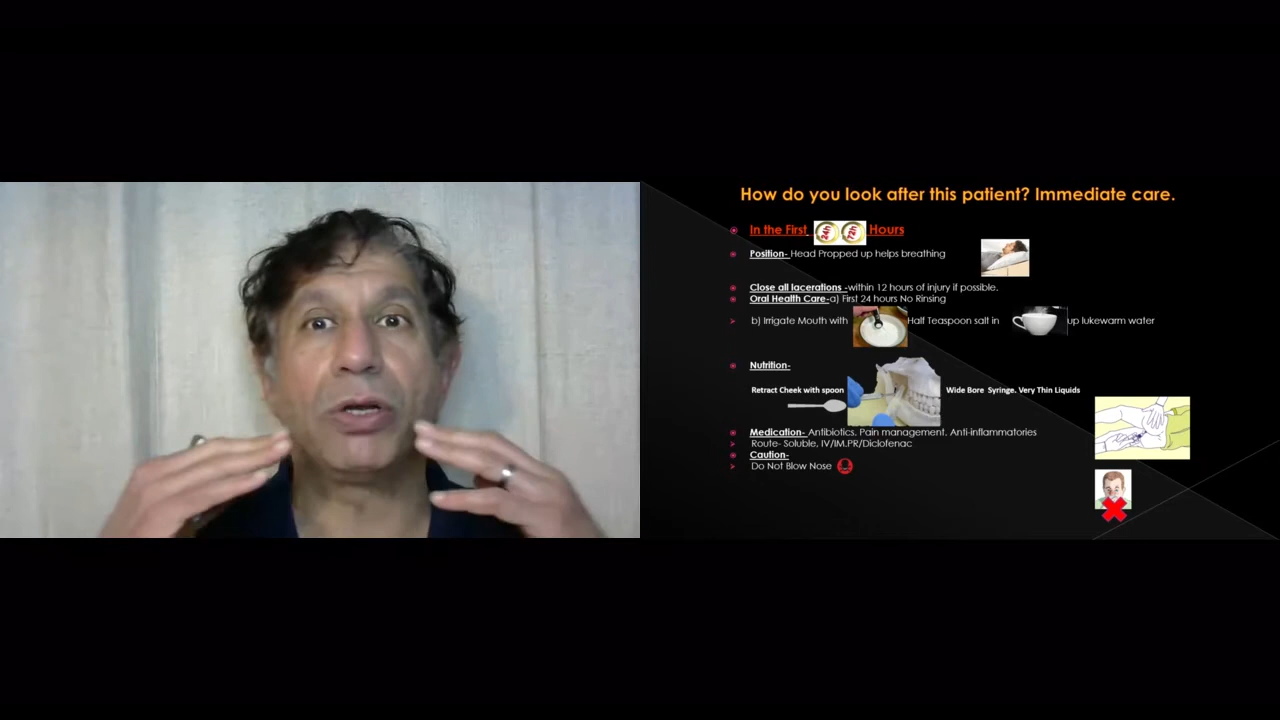 How do you look after this patient? Immediate care.
In the First 24h 72h Hours
Position- Head Propped up helps breathing
Close all lacerations -within 12 hours of injury if possible.
Oral Health Care-a) First 24 hours No Rinsing
b) Irrigate Mouth with Half Teaspoon salt in up lukewarm water
Nutrition-
Retract Cheek with spoon Wide Bore Syringe. Very Thin Liquids
Medication- Antibiotics, Pain management. Anti-inflammatories
Route- Soluble, IV/IM.PR/Diclofenac
Caution-
Do Not Blow Nose